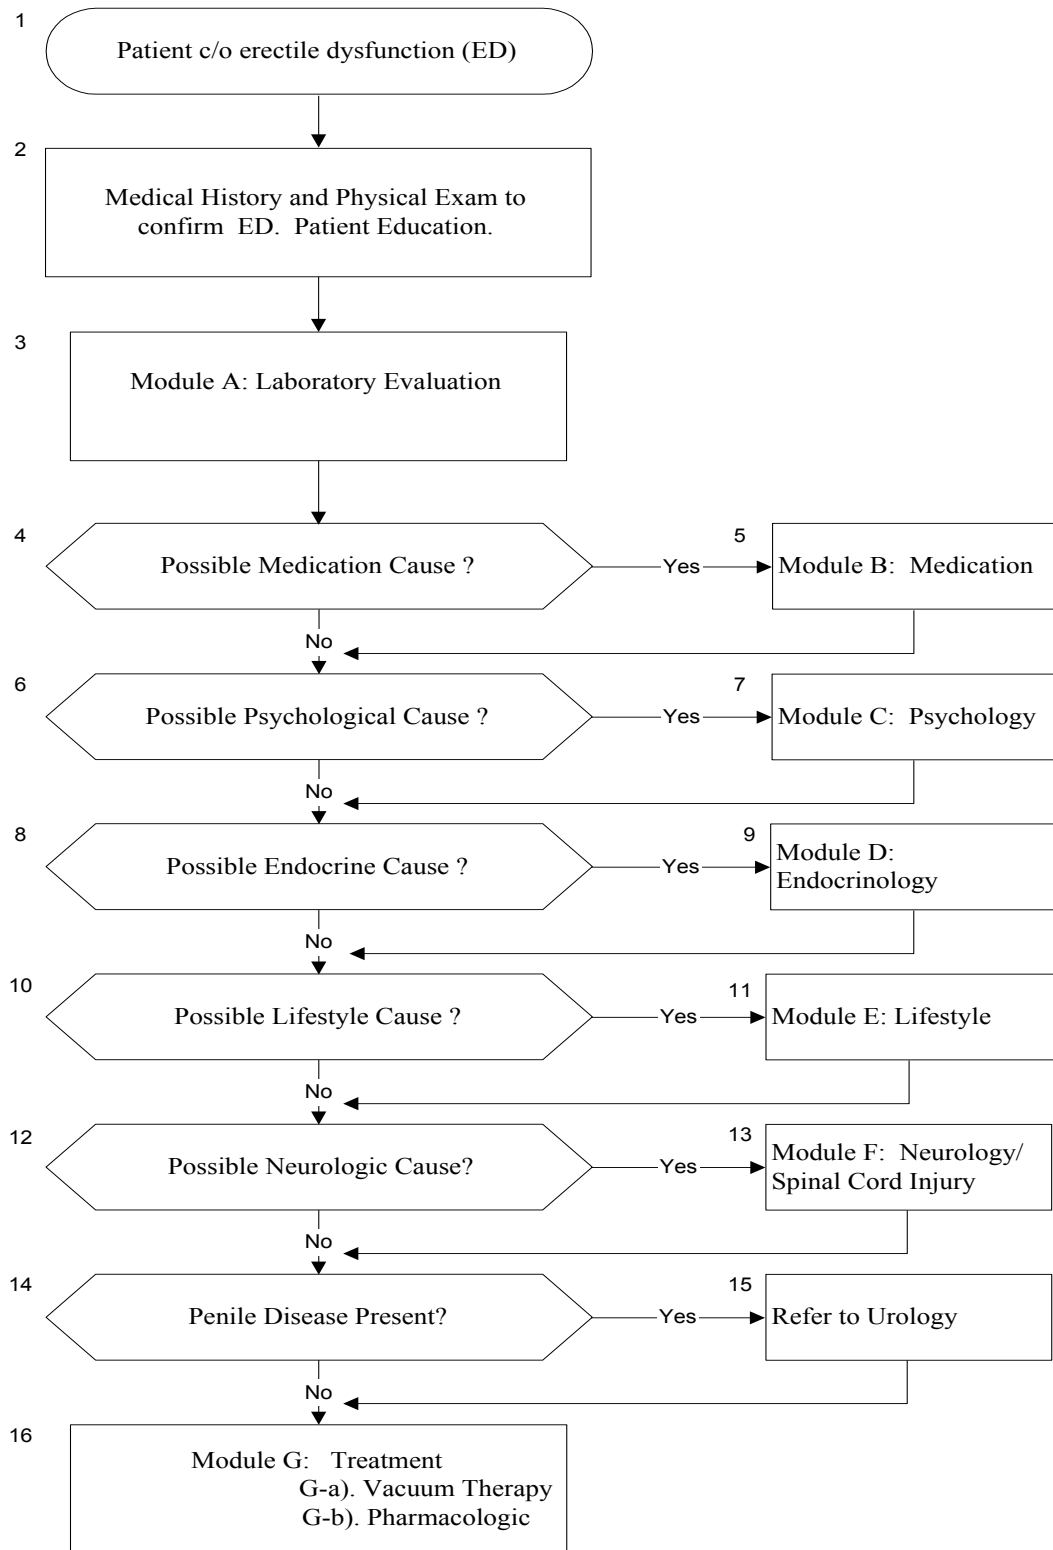 1
Patient c/o erectile dysfunction (ED)
2
Medical History and Physical Exam to
confirm ED. Patient Education.
3
Module A: Laboratory Evaluation
4
Possible Medication Cause ?
Yes
5
Module B: Medication
No
6
Possible Psychological Cause ?
Yes
7
Module C: Psychology
No
8
Possible Endocrine Cause ?
Yes
9
Module D:
Endocrinology
No
10
Possible Lifestyle Cause ?
Yes
11
Module E: Lifestyle
No
12
Possible Neurologic Cause?
Yes
13
Module F: Neurology/
Spinal Cord Injury
No
14
Penile Disease Present?
Yes
15
Refer to Urology
No
16
Module G: Treatment
G-a). Vacuum Therapy
G-b). Pharmacologic